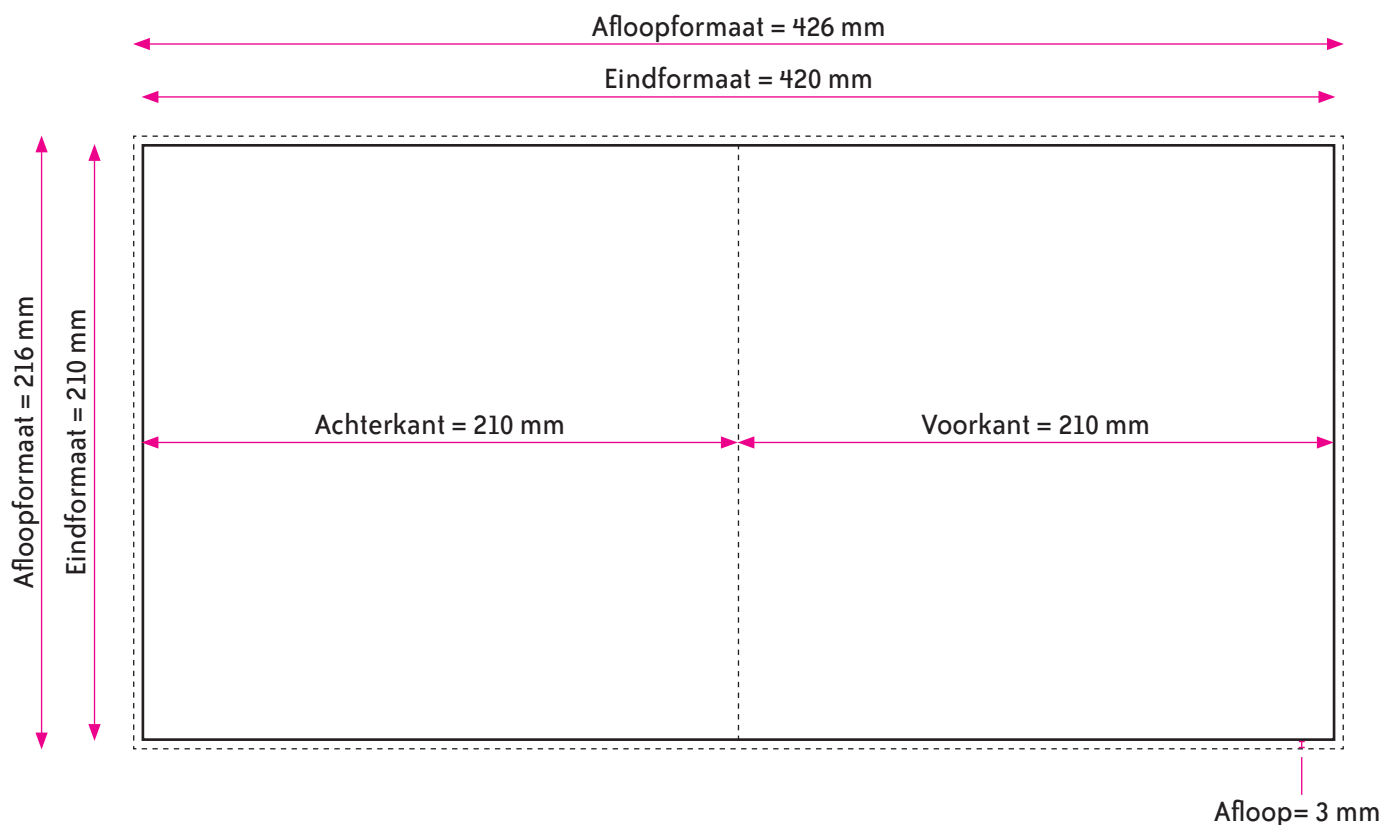 Afloopformaat = 426 mm
Eindformaat = 420 mm
Afloopformaat = 216 mm
Eindformaat = 210 mm
Achterkant = 210 mm
Voorkant = 210 mm
Afloop= 3 mm